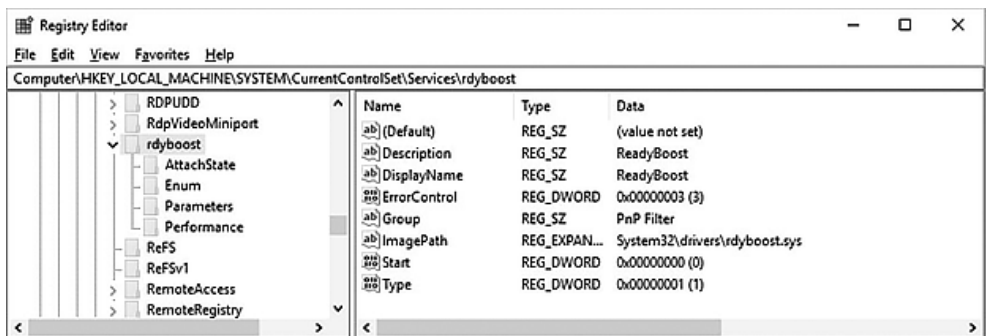 Registry Editor
File Edit View Favorites Help
Computer\HKEY_LOCAL_MACHINE\SYSTEM\CurrentControlSet\Services\rdyboost
RDPUDD
RdpVideoMiniport
rdyboost
AttachState
Enum
Parameters
Performance
ReFS
ReFSv1
RemoteAccess
RemoteRegistry
Name Type Data
(Default) REG_SZ (value not set)
Description REG_SZ ReadyBoost
DisplayName REG_SZ ReadyBoost
ErrorControl REG_DWORD 0x00000003 (3)
Group REG_SZ PnP Filter
ImagePath REG_EXPAN... System32\drivers\rdyboost.sys
Start REG_DWORD 0x00000000 (0)
Type REG_DWORD 0x00000001 (1)